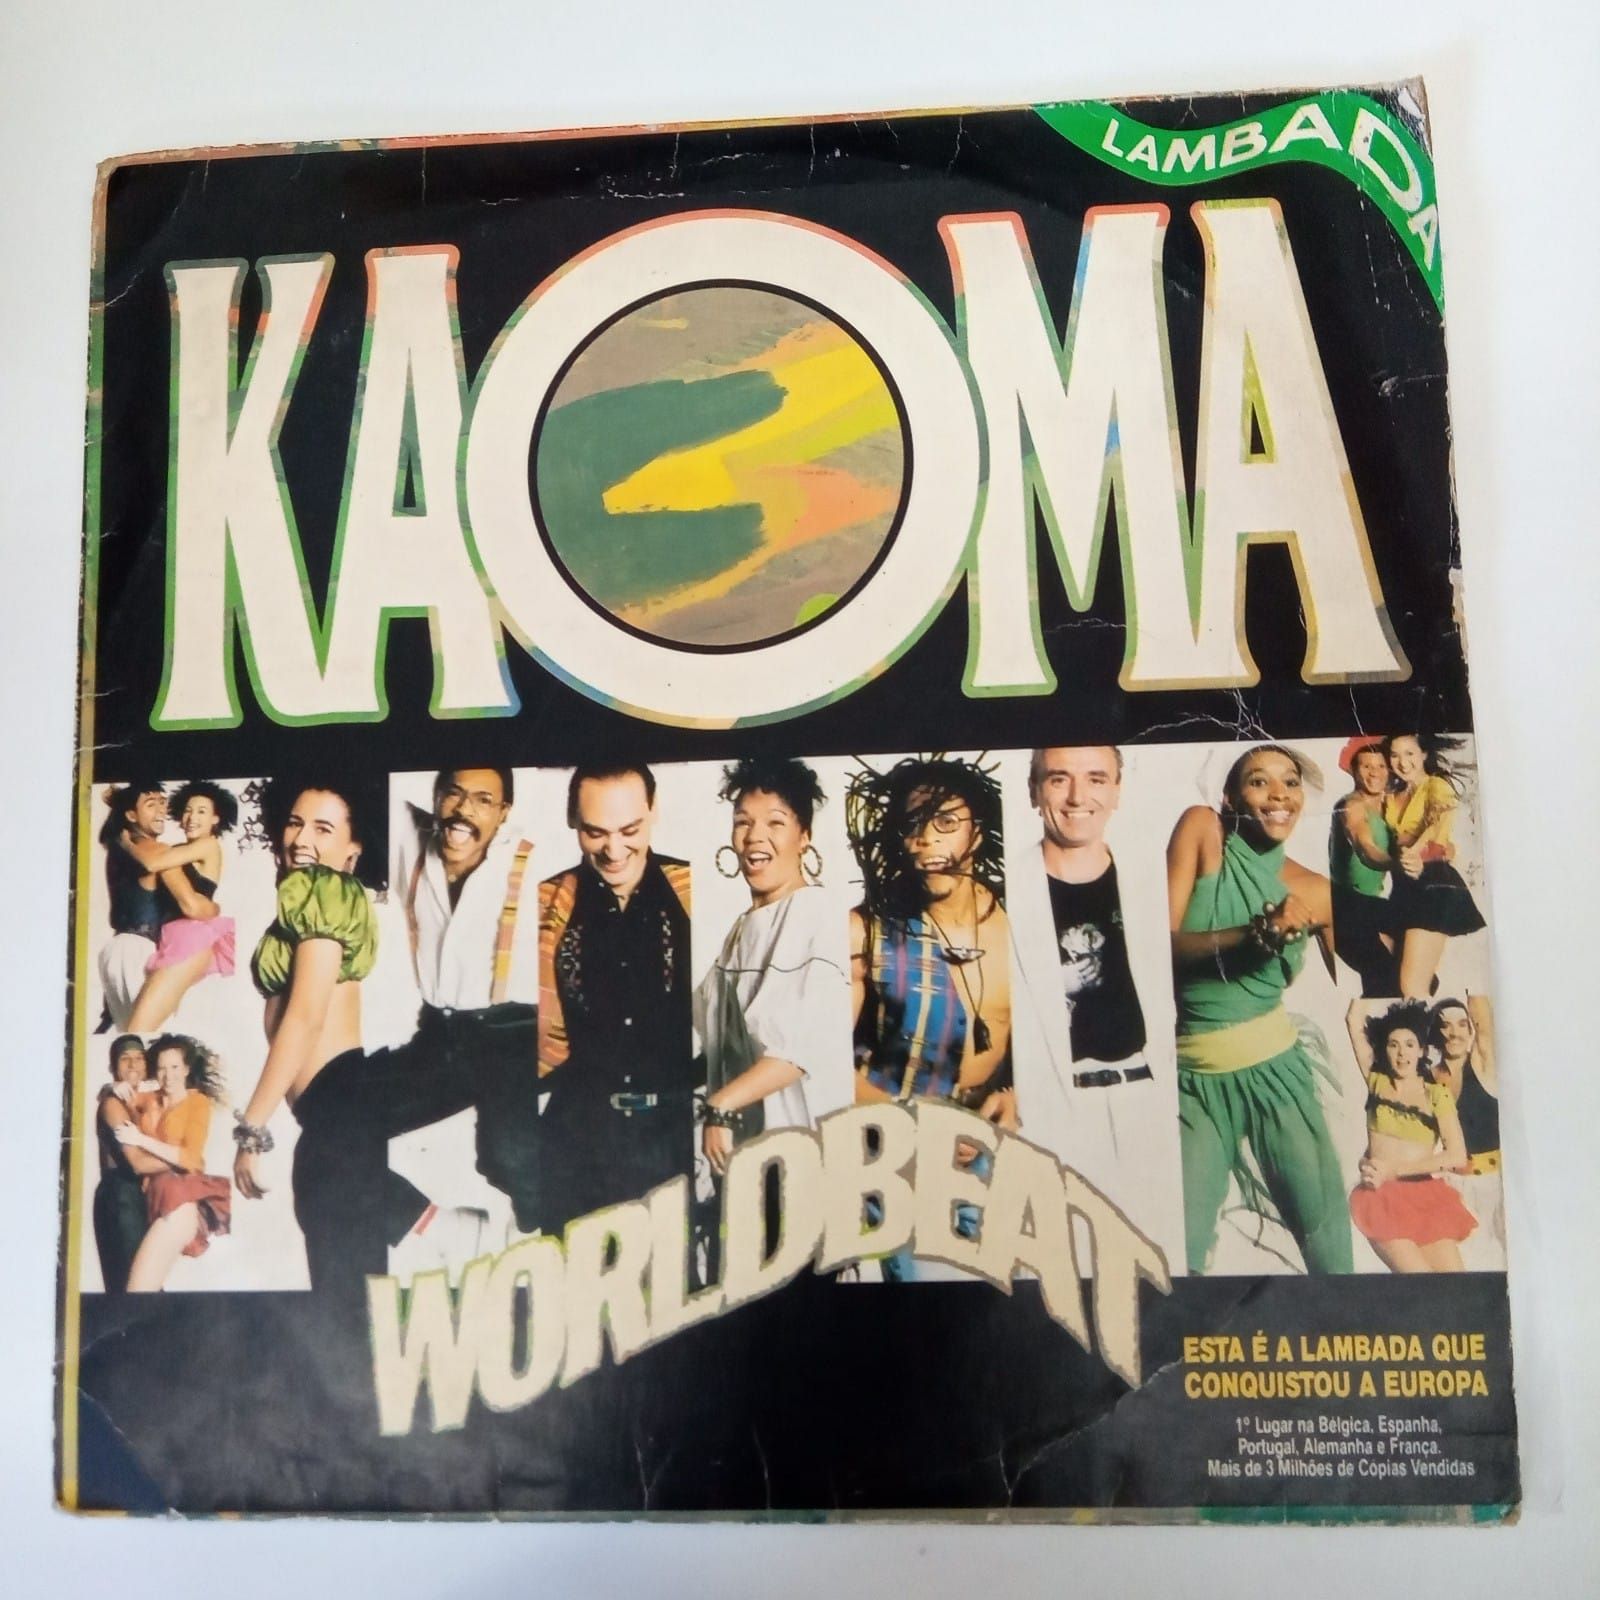 LAMBADA
KAOMA
WORLDBEAT
ESTA É A LAMBADA QUE
CONQUISTOU A EUROPA
1º Lugar na Bélgica, Espanha,
Portugal, Alemanha e França.
Mais de 3 Milhões de Cópias Vendidas